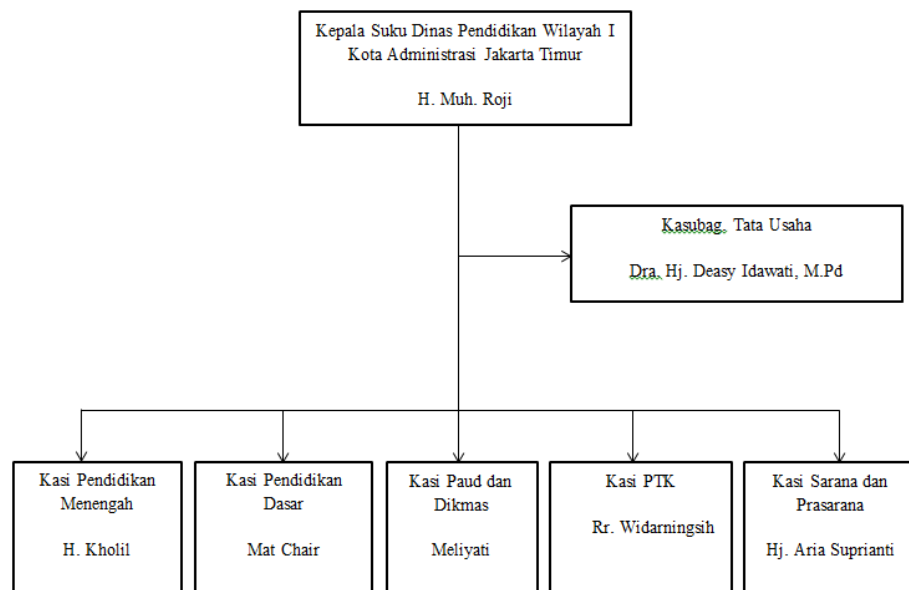 Kepala Suku Dinas Pendidikan Wilayah I
Kota Administrasi Jakarta Timur
H. Muh. Roji
Kasubag. Tata Usaha
Dra. Hj. Deasy Idawati, M.Pd
Kasi Pendidikan
Menengah
H. Kholil
Kasi Pendidikan
Dasar
Mat Chair
Kasi Paud dan
Dikmas
Meliyati
Kasi PTK
Rr. Widarningsih
Kasi Sarana dan
Prasarana
Hj. Aria Suprianti